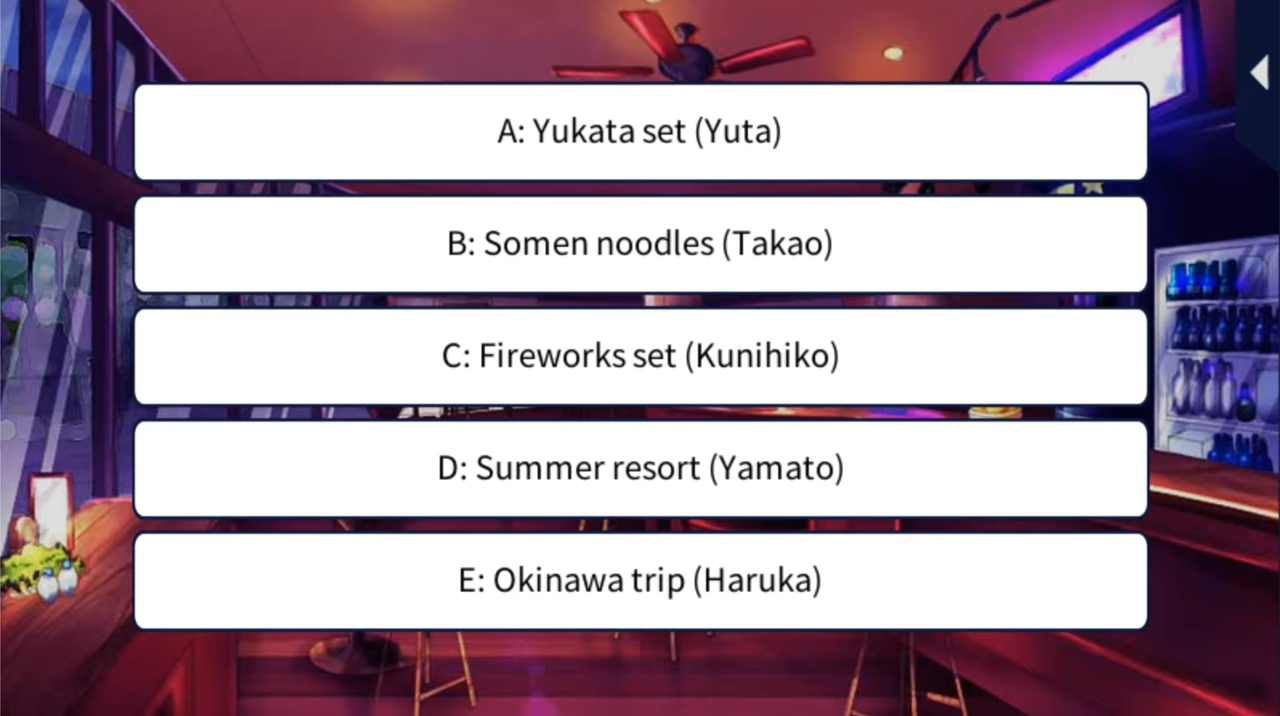 A: Yukata set (Yuta)
B: Somen noodles (Takao)
C: Fireworks set (Kunihiko)
D: Summer resort (Yamato)
E: Okinawa trip (Haruka)